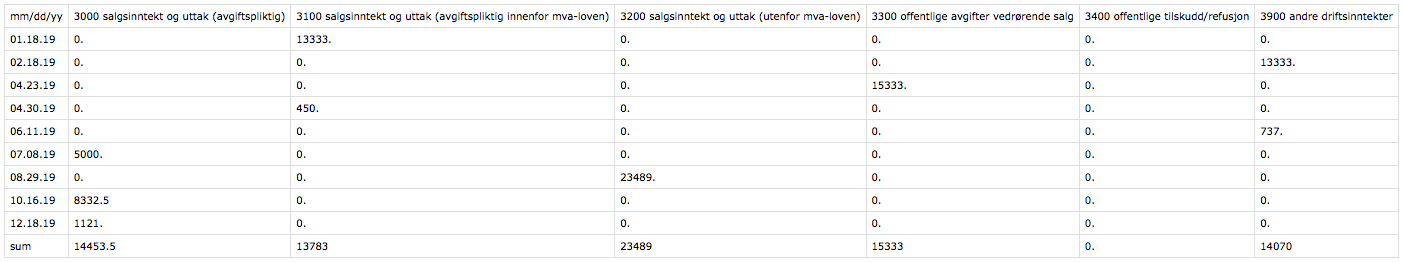 mm/dd/yy 3000 salgsinntekt og uttak (avgiftspliktig) 3100 salgsinntekt og uttak (avgiftspliktig innenfor mva-loven) 3200 salgsinntekt og uttak (utenfor mva-loven) 3300 offentlige avgifter vedrørende salg 3400 offentlige tilskudd/refusjon 3900 andre driftsinntekter
01.18.19 0. 13333. 0. 0. 0. 0.
02.18.19 0. 0. 0. 0. 0. 13333.
04.23.19 0. 0. 0. 15333. 0. 0.
04.30.19 0. 450. 0. 0. 0. 0.
06.11.19 0. 0. 0. 0. 0. 737.
07.08.19 5000. 0. 0. 0. 0. 0.
08.29.19 0. 0. 23489. 0. 0. 0.
10.16.19 8332.5 0. 0. 0. 0. 0.
12.18.19 1121. 0. 0. 0. 0. 0.
sum 14453.5 13783 23489 15333 0. 14070